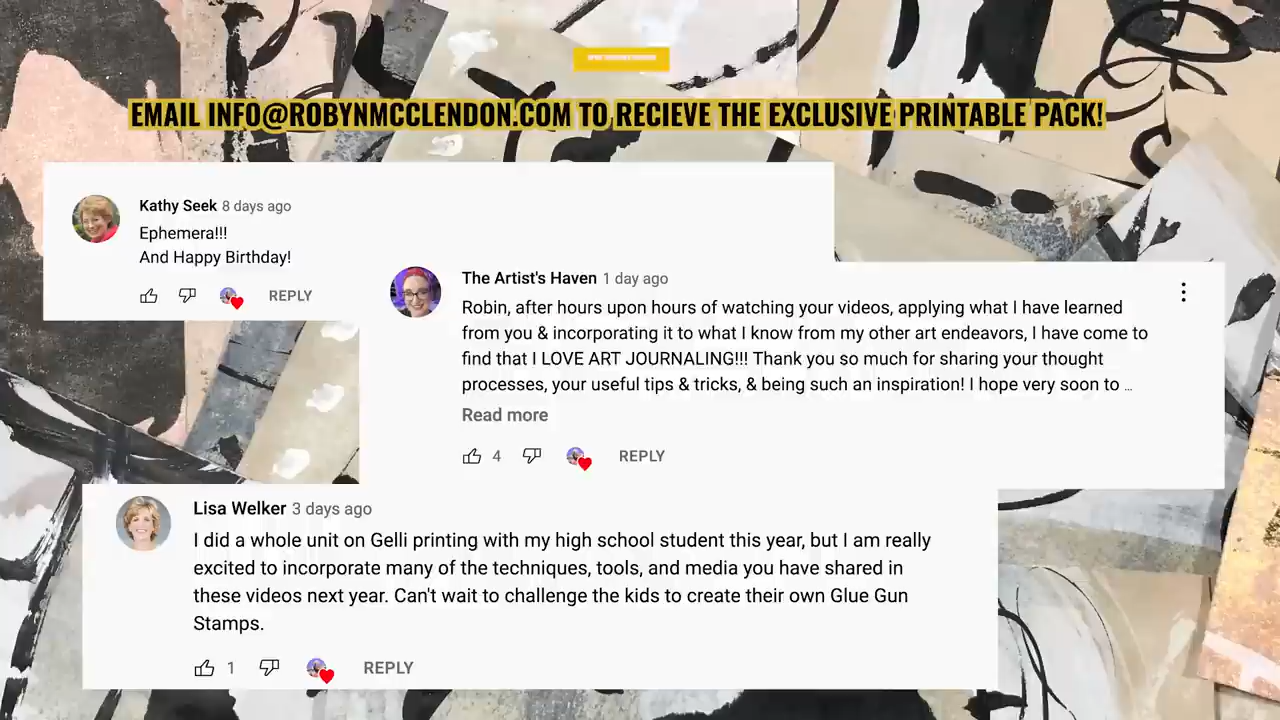 EMAIL INFO@ROBYNMCCLENDON.COM TO RECIEVE THE EXCLUSIVE PRINTABLE PACK!
Kathy Seek 8 days ago
Ephemera!!!
And Happy Birthday!
REPLY
The Artist's Haven 1 day ago
Robin, after hours upon hours of watching your videos, applying what I have learned
from you & incorporating it to what I know from my other art endeavors, I have come to
find that I LOVE ART JOURNALING!!! Thank you so much for sharing your thought
processes, your useful tips & tricks, & being such an inspiration! I hope very soon to ...
Read more
4 REPLY
Lisa Welker 3 days ago
I did a whole unit on Gelli printing with my high school student this year, but I am really
excited to incorporate many of the techniques, tools, and media you have shared in
these videos next year. Can't wait to challenge the kids to create their own Glue Gun
Stamps.
1 REPLY